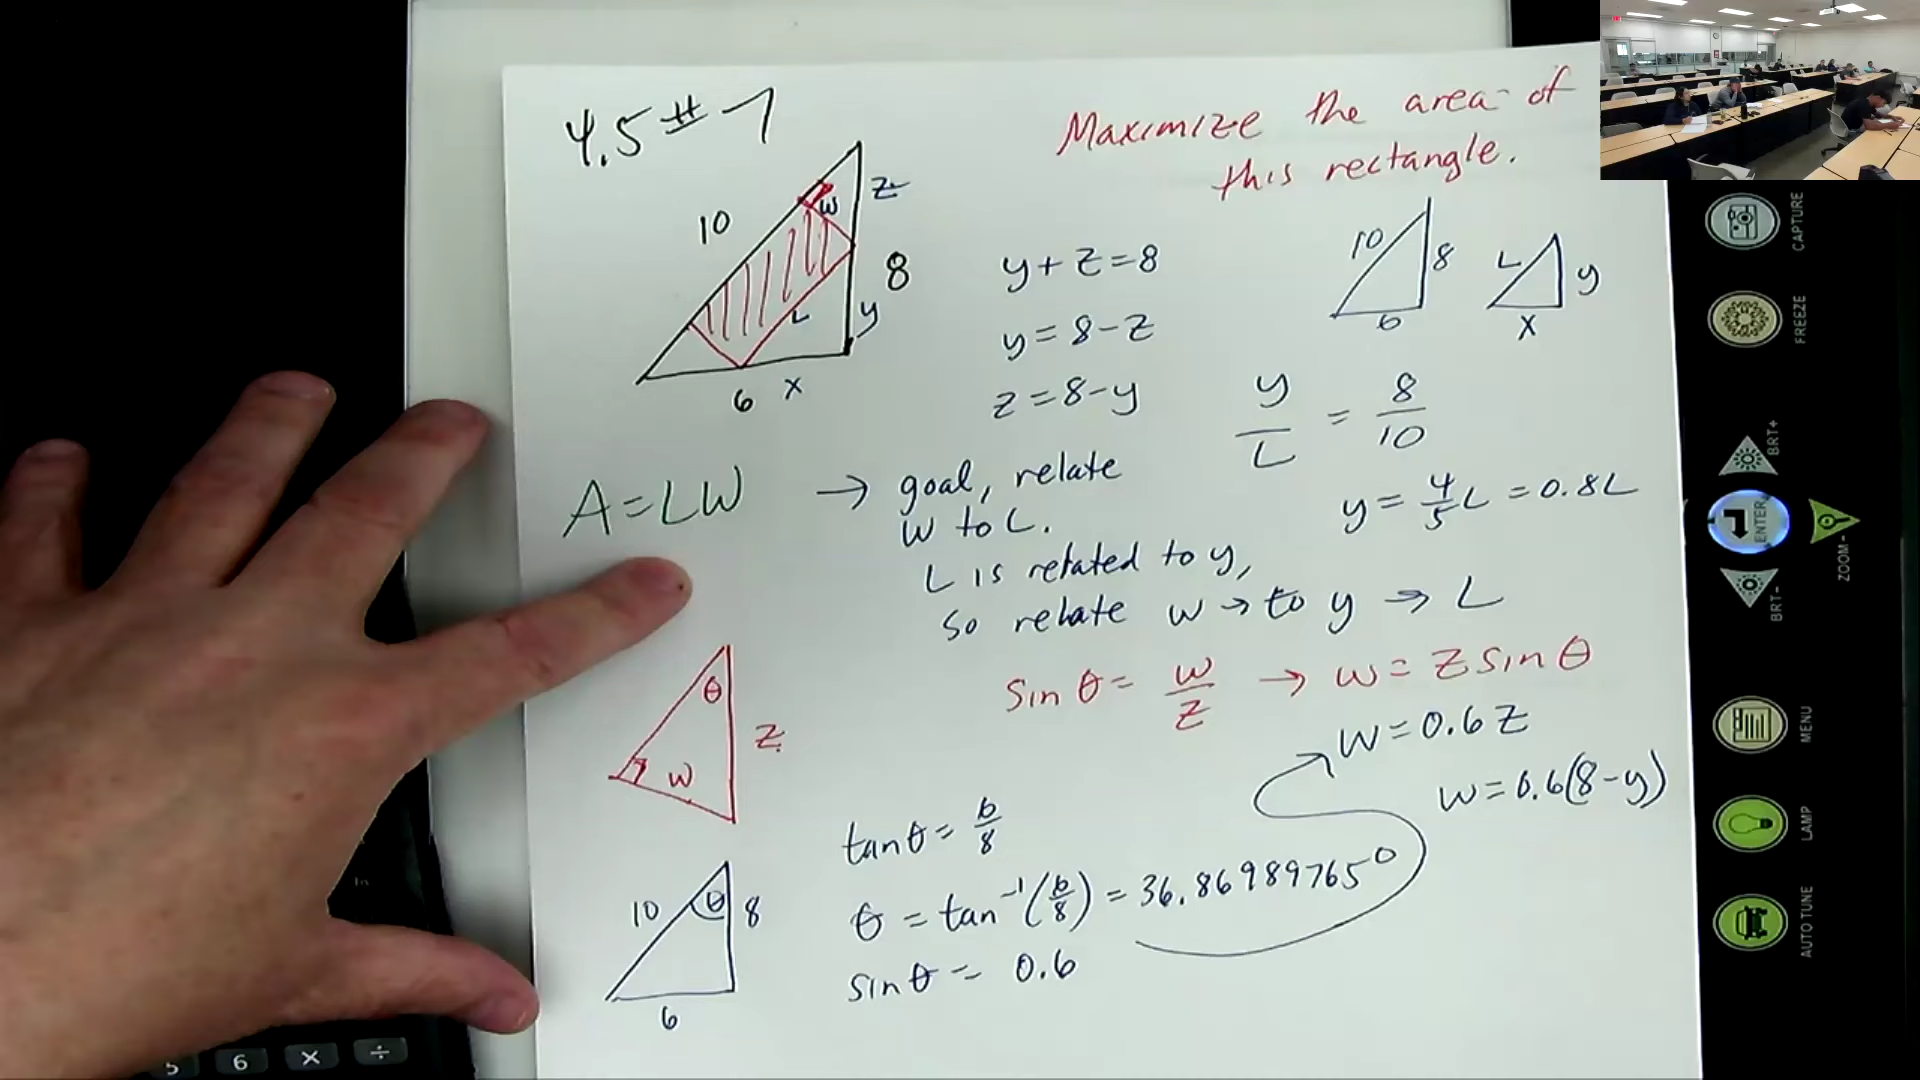 4.5 # 7
Maximize the area of
this rectangle.
10
w
z
8
y
L
6 x
y + z = 8
y = 8 - z
z = 8 - y
10
8
6
L
y
x
y/L = 8/10
y = 4/5 L = 0.8L
A = LW
→ goal, relate
W to L.
L is related to y,
so relate w → to y → L
θ
z
w
sin θ = w/z → w = z sin θ
w = 0.6 z
w = 0.6(8-y)
10
θ
8
6
tan θ = 6/8
θ = tan⁻¹(6/8) = 36.86989765°
sin θ = 0.6
CAPTURE
FREEZE
BRT+
ENTER
ZOOM-
BRT-
MENU
LAMP
AUTO TUNE
5 6 × ÷